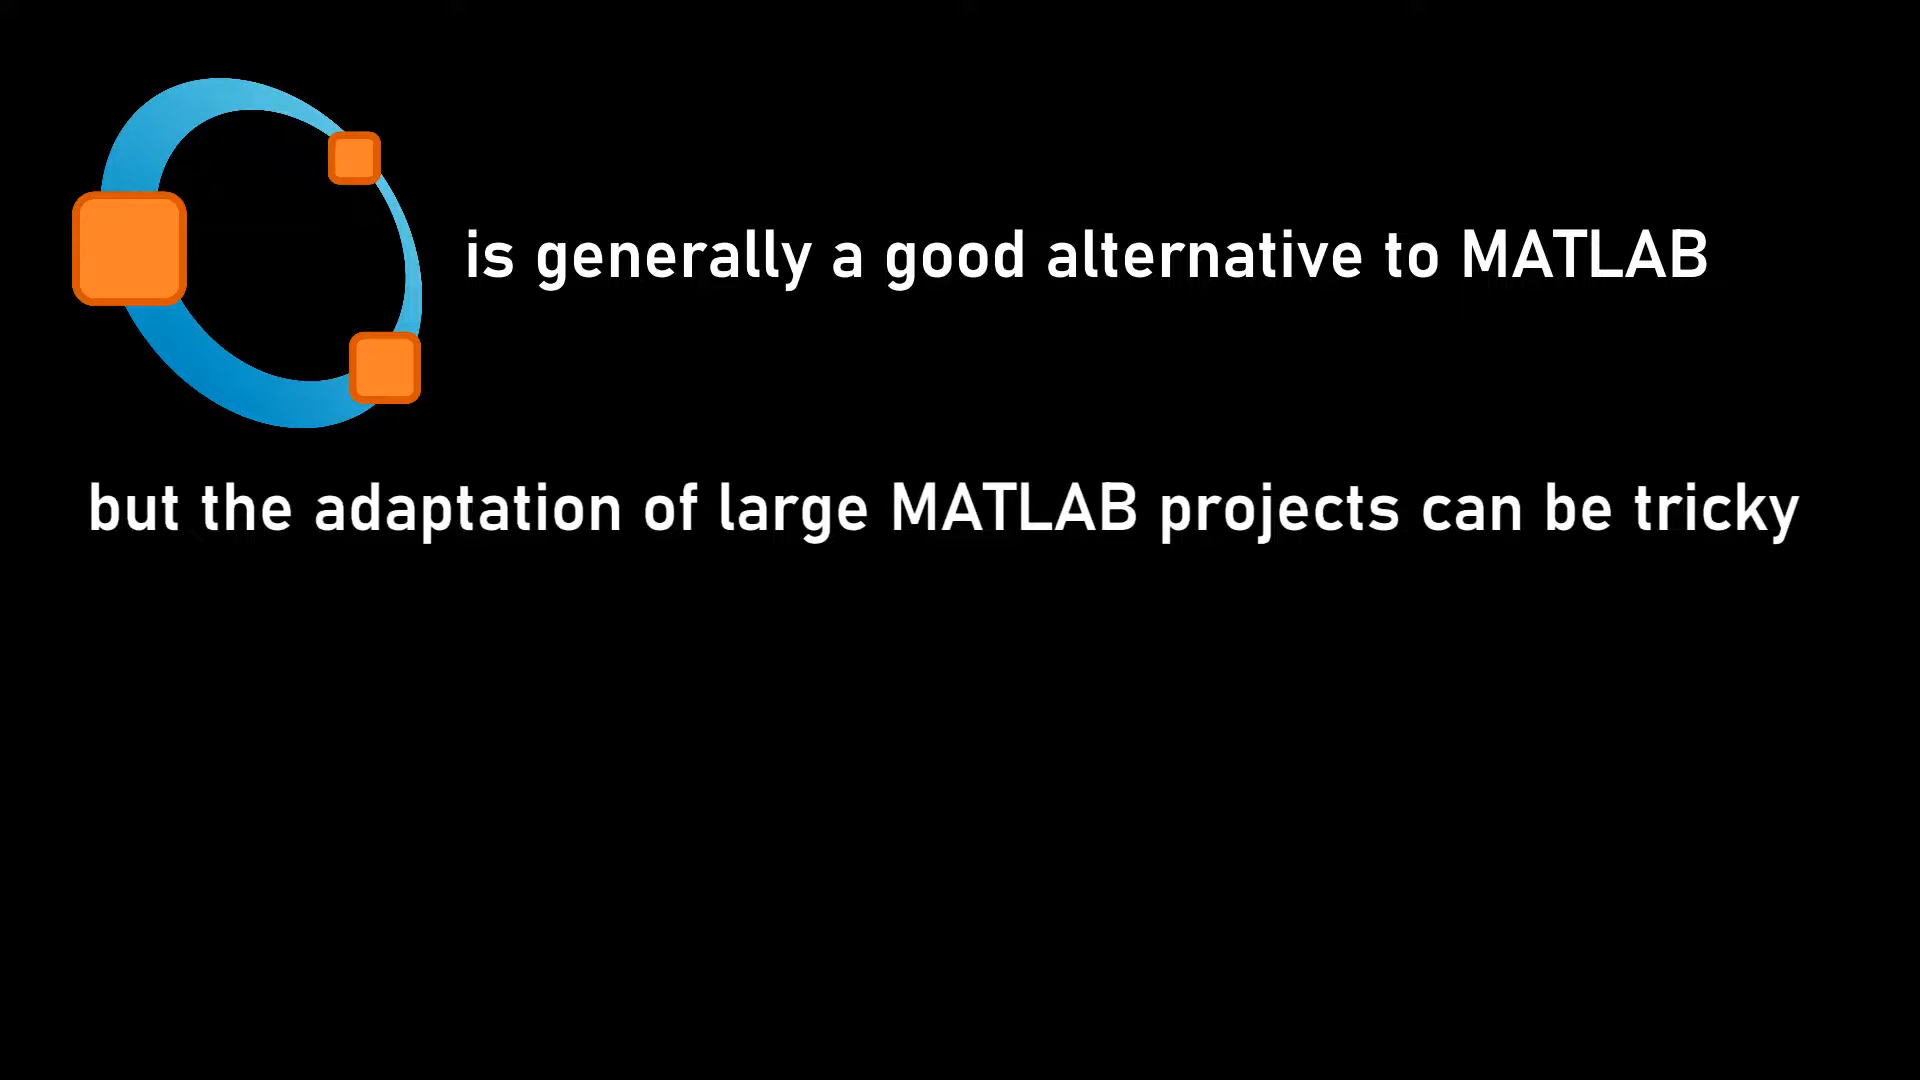 is generally a good alternative to MATLAB
but the adaptation of large MATLAB projects can be tricky